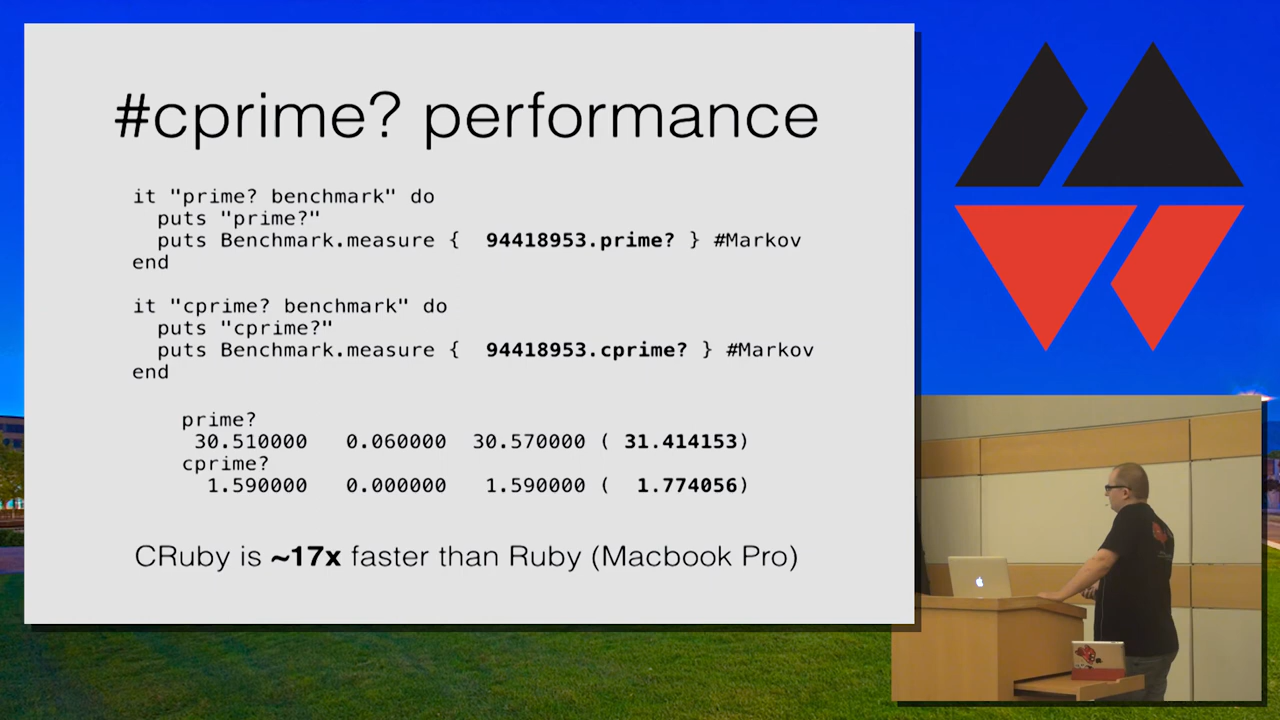 #cprime? performance
it "prime? benchmark" do
puts "prime?"
puts Benchmark.measure { 94418953.prime? } #Markov
end
it "cprime? benchmark" do
puts "cprime?"
puts Benchmark.measure { 94418953.cprime? } #Markov
end
prime?
30.510000 0.060000 30.570000 ( 31.414153)
cprime?
1.590000 0.000000 1.590000 ( 1.774056)
CRuby is ~17x faster than Ruby (Macbook Pro)